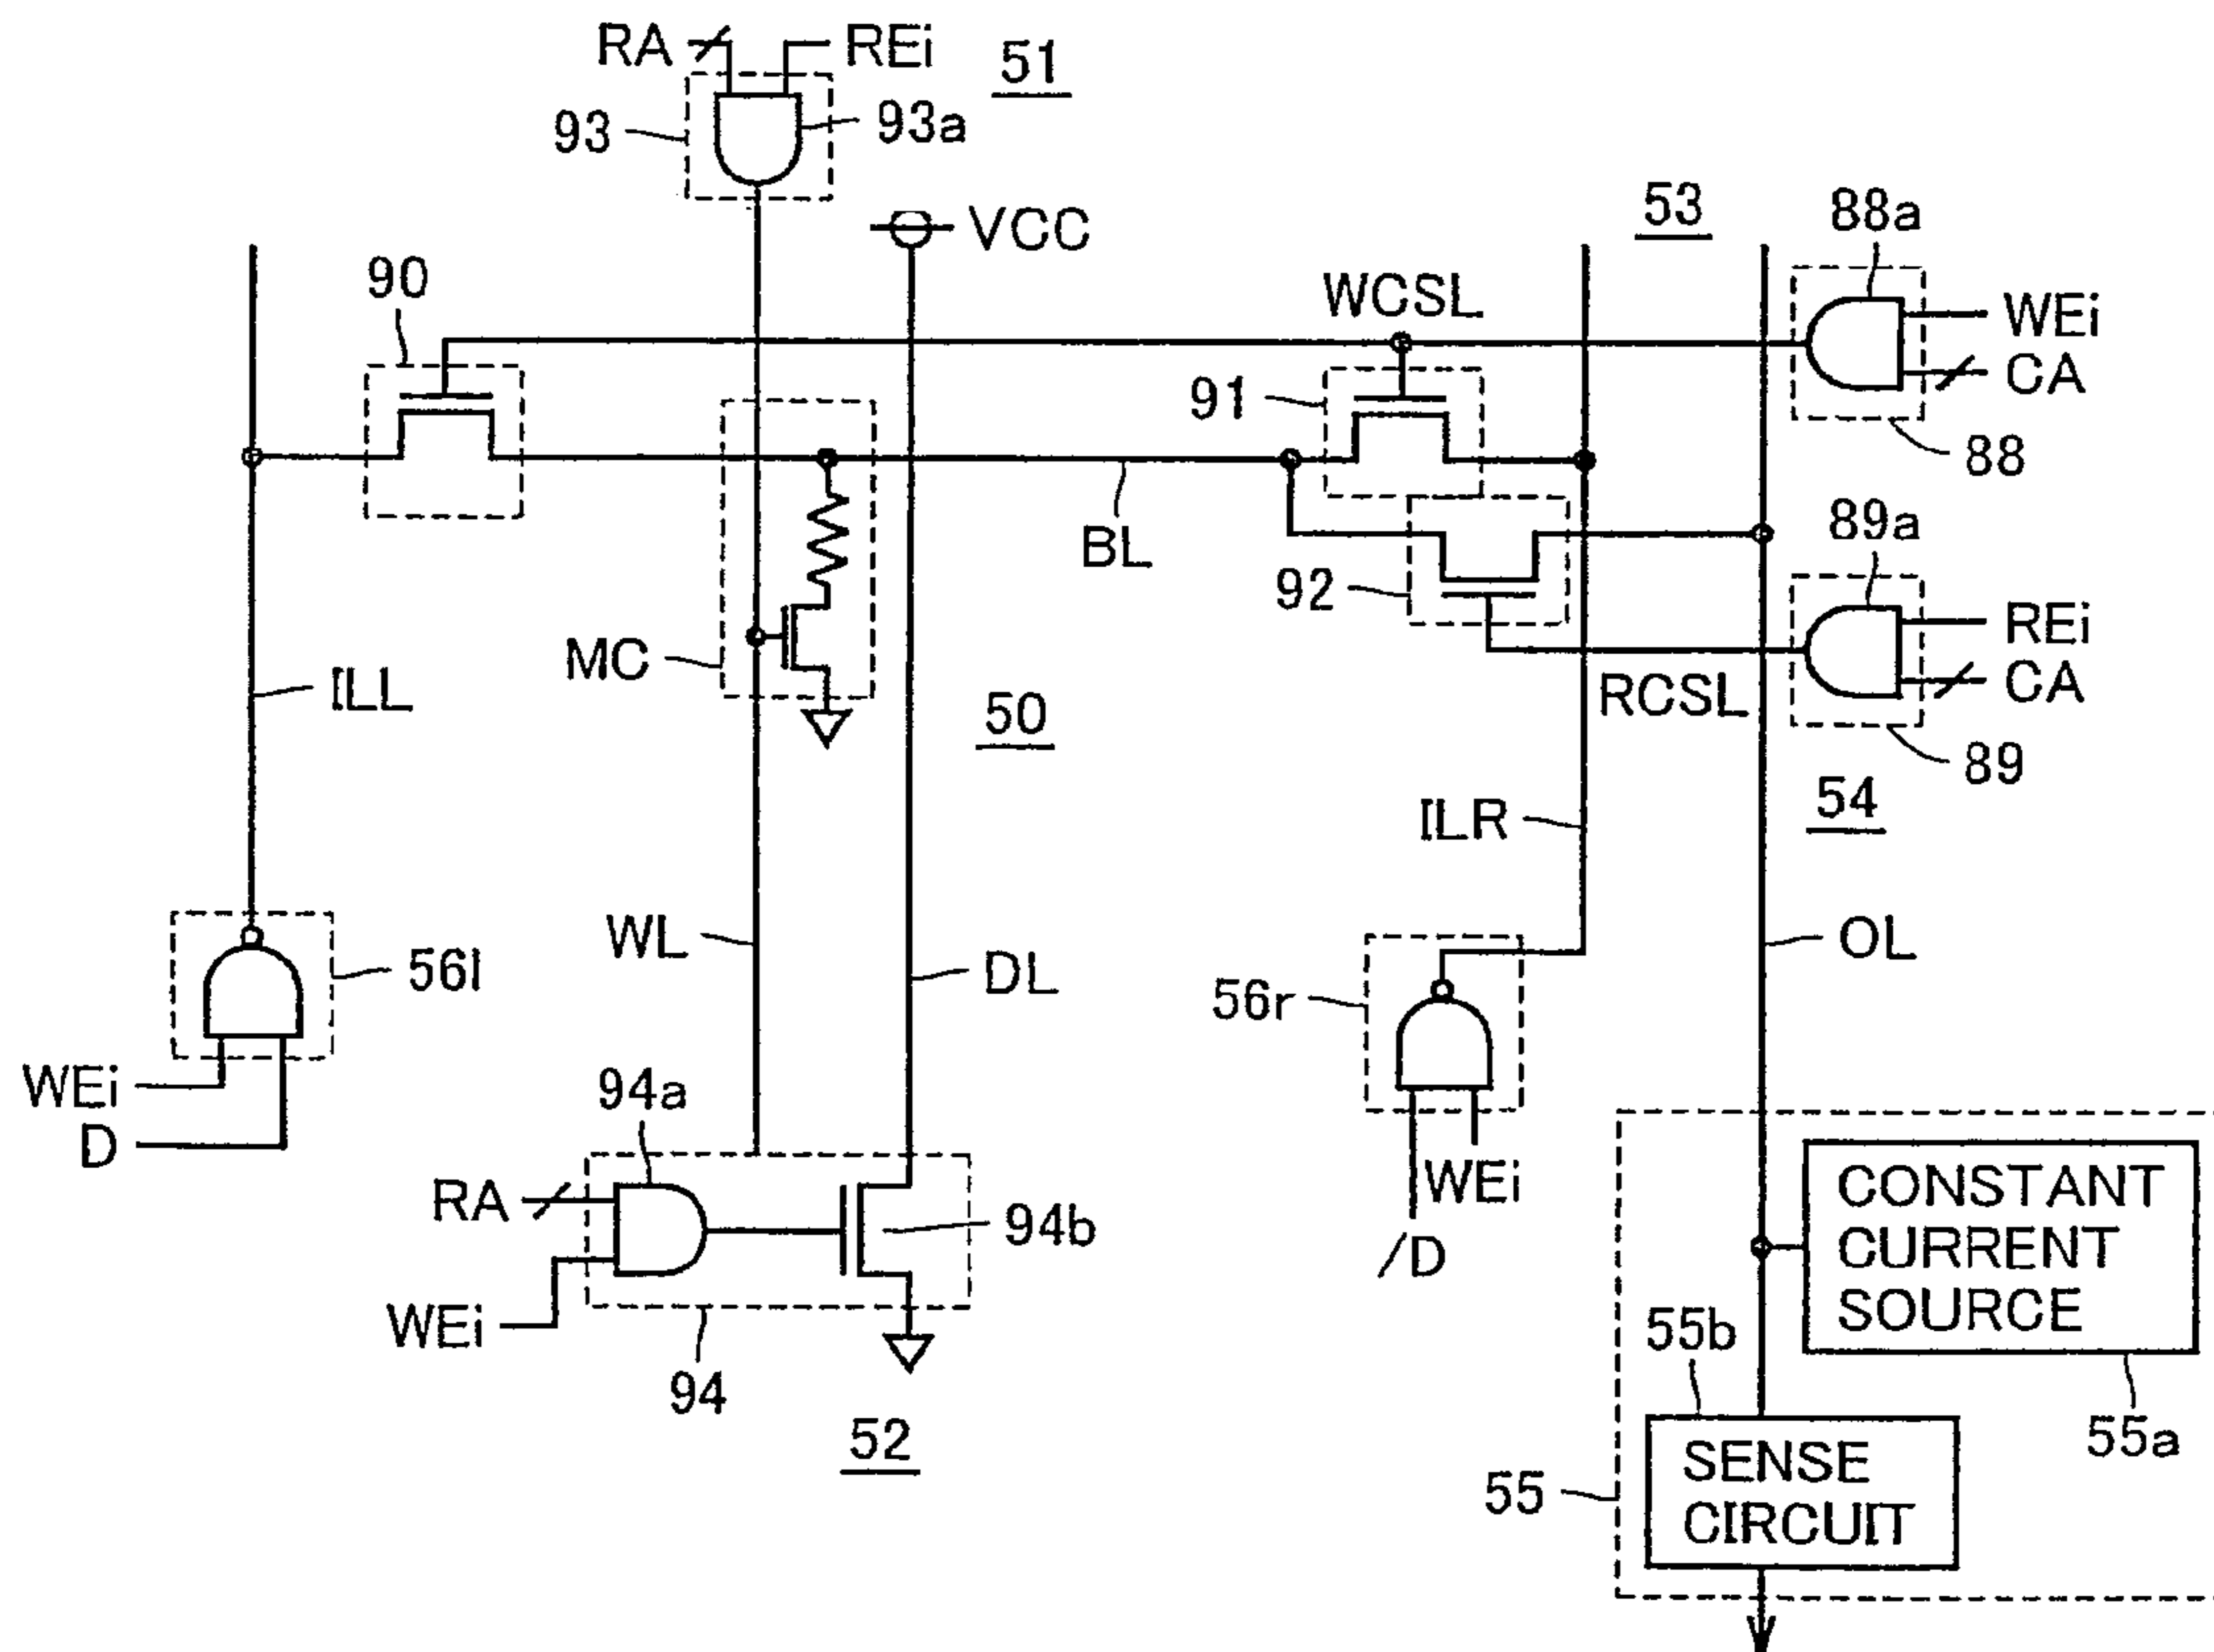 RA
REi
51
93
93a
VCC
53
88a
90
WCSL
WEi
CA
91
88
BL
89a
92
MC
REi
CA
ILL
50
RCSL
89
ILR
54
WL
DL
OL
56l
56r
WEi
D
94a
RA
WEi
94b
/D
CONSTANT
CURRENT
SOURCE
WEi
55b
94
55a
52
SENSE
CIRCUIT
55